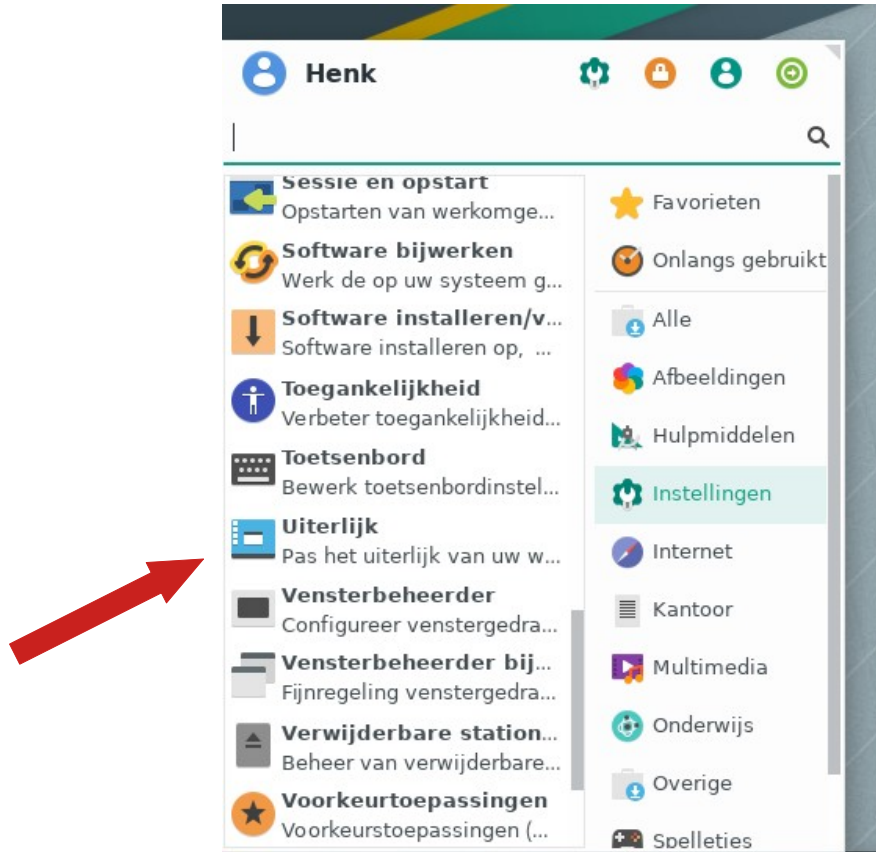 Henk
Sessie en opstart
Opstarten van werkomge...
Software bijwerken
Werk de op uw systeem g...
Software installeren/v...
Software installeren op, ...
Toegankelijkheid
Verbeter toegankelijkheid...
Toetsenbord
Bewerk toetsenbordinstel...
Uiterlijk
Pas het uiterlijk van uw w...
Vensterbeheerder
Configureer venstergedra...
Vensterbeheerder bij...
Fijnregeling venstergedra...
Verwijderbare station...
Beheer van verwijderbare...
Voorkeurtoepassingen
Voorkeurstoepassingen (...
Favorieten
Onlangs gebruikt
Alle
Afbeeldingen
Hulpmiddelen
Instellingen
Internet
Kantoor
Multimedia
Onderwijs
Overige
Spelletjes